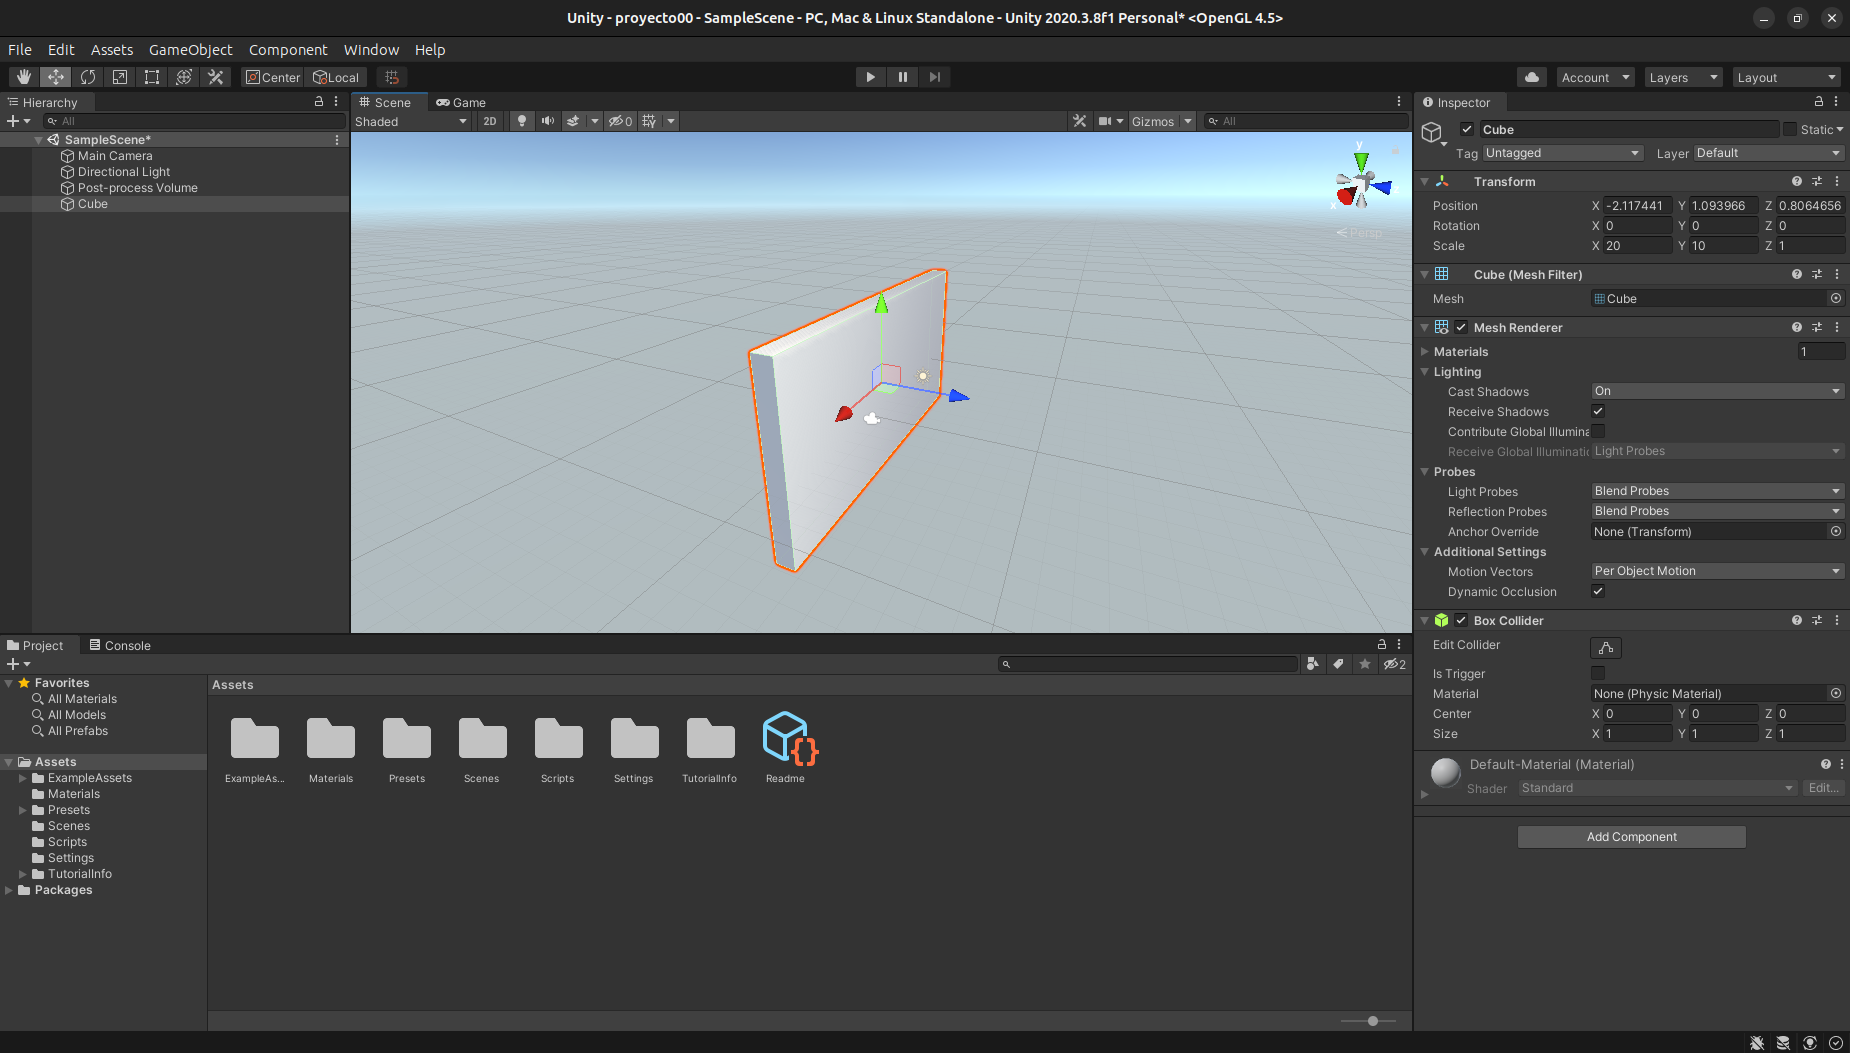 Unity - proyecto00 - SampleScene - PC, Mac & Linux Standalone - Unity 2020.3.8f1 Personal* <OpenGL 4.5>
File Edit Assets GameObject Component Window Help
Center Local Account Layers Layout
Hierarchy
All
SampleScene*
Main Camera
Directional Light
Post-process Volume
Cube
Scene Game
Shaded 2D 0 Gizmos All
y
x
Persp
Inspector
Cube Static
Tag Untagged Layer Default
Transform
Position X -2.117441 Y 1.093966 Z 0.8064656
Rotation X 0 Y 0 Z 0
Scale X 20 Y 10 Z 1
Cube (Mesh Filter)
Mesh Cube
Mesh Renderer
Materials 1
Lighting
Cast Shadows On
Receive Shadows
Contribute Global Illumina
Receive Global Illuminatic Light Probes
Probes
Light Probes Blend Probes
Reflection Probes Blend Probes
Anchor Override None (Transform)
Additional Settings
Motion Vectors Per Object Motion
Dynamic Occlusion
Box Collider
Edit Collider
Is Trigger
Material None (Physic Material)
Center X 0 Y 0 Z 0
Size X 1 Y 1 Z 1
Default-Material (Material)
Shader Standard Edit...
Add Component
Project Console
2
Favorites
All Materials
All Models
All Prefabs
Assets
ExampleAssets
Materials
Presets
Scenes
Scripts
Settings
TutorialInfo
Packages
Assets
ExampleAs... Materials Presets Scenes Scripts Settings TutorialInfo Readme